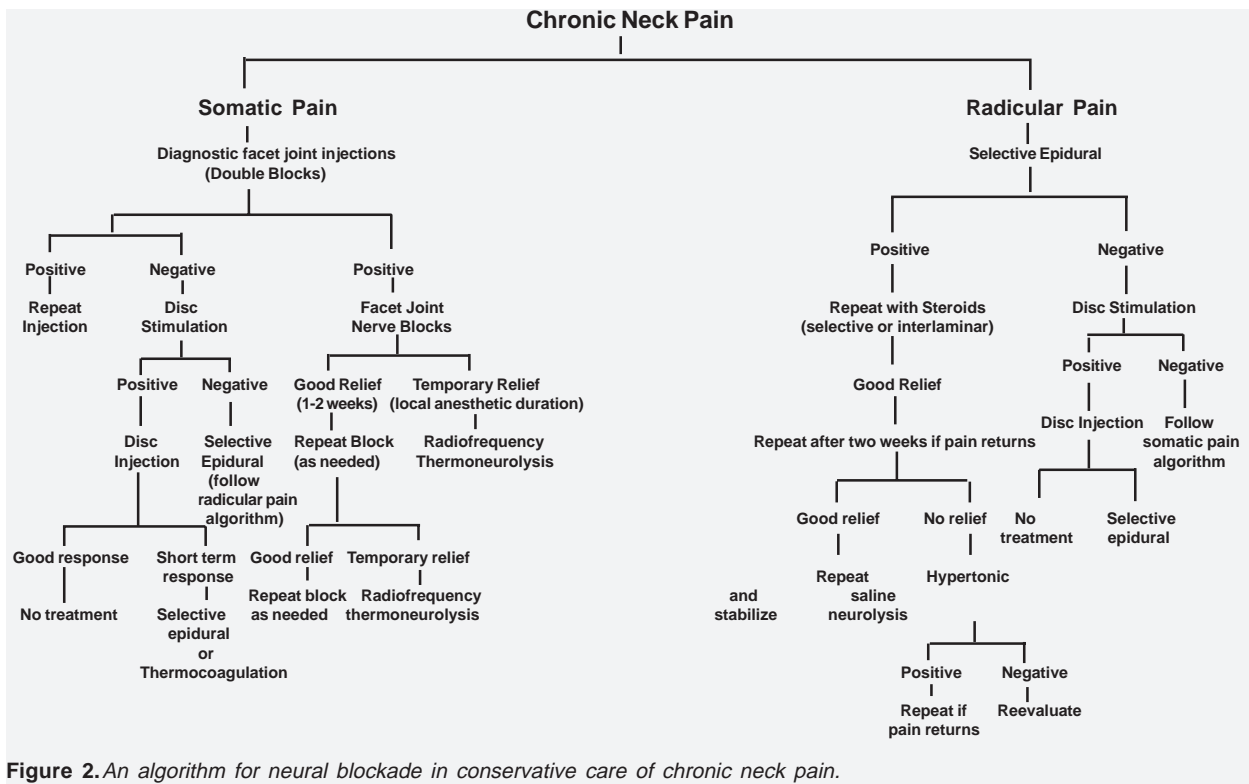 Chronic Neck Pain
Somatic Pain
Radicular Pain
Diagnostic facet joint injections
(Double Blocks)
Selective Epidural
Positive
Negative
Positive
Positive
Negative
Repeat
Injection
Disc
Stimulation
Facet Joint
Nerve Blocks
Repeat with Steroids
(selective or interlaminar)
Disc Stimulation
Positive
Negative
Good Relief
(1-2 weeks)
Temporary Relief
(local anesthetic duration)
Good Relief
Positive
Negative
Disc
Injection
Selective
Epidural
(follow
radicular pain
algorithm)
Repeat Block
(as needed)
Radiofrequency
Thermoneurolysis
Repeat after two weeks if pain returns
Disc Injection
Follow
somatic pain
algorithm
Good response
Short term
response
Good relief
Temporary relief
Good relief
No relief
No
treatment
Selective
epidural
No treatment
Selective
epidural
or
Thermocoagulation
Repeat block
as needed
Radiofrequency
thermoneurolysis
Repeat
Hypertonic
and
saline
stabilize
neurolysis
Positive
Negative
Repeat if
pain returns
Reevaluate
Figure 2. An algorithm for neural blockade in conservative care of chronic neck pain.